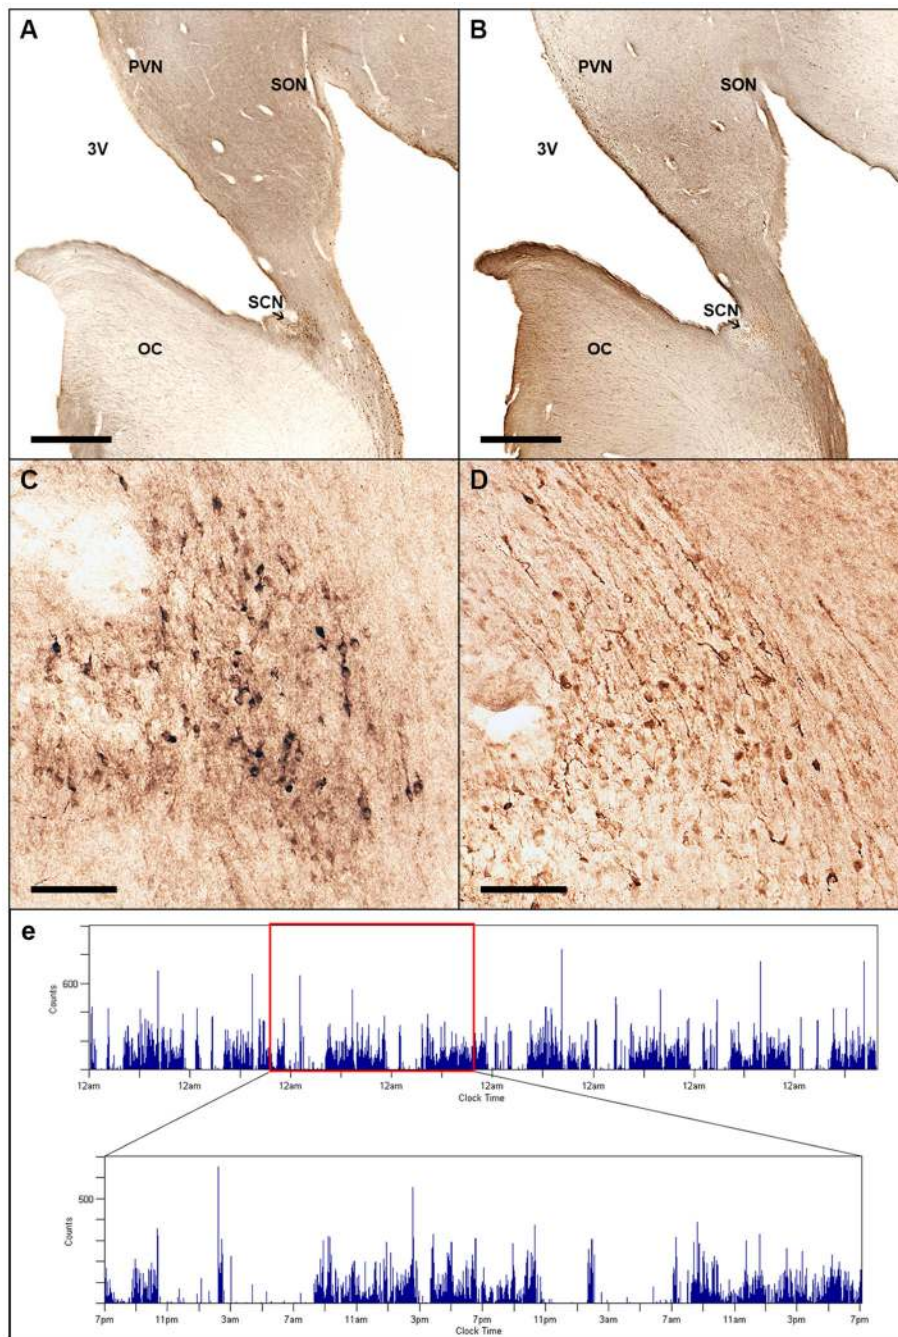 A
B
PVN
SON
PVN
SON
3V
3V
SCN
SCN
OC
OC
C
D
e
600
Counts
12am 12am 12am 12am 12am 12am 12am 12am
Clock Time
500
Counts
7pm 11pm 3am 7am 11am 3pm 7pm 11pm 3am 7am 11am 3pm 7pm
Clock Time